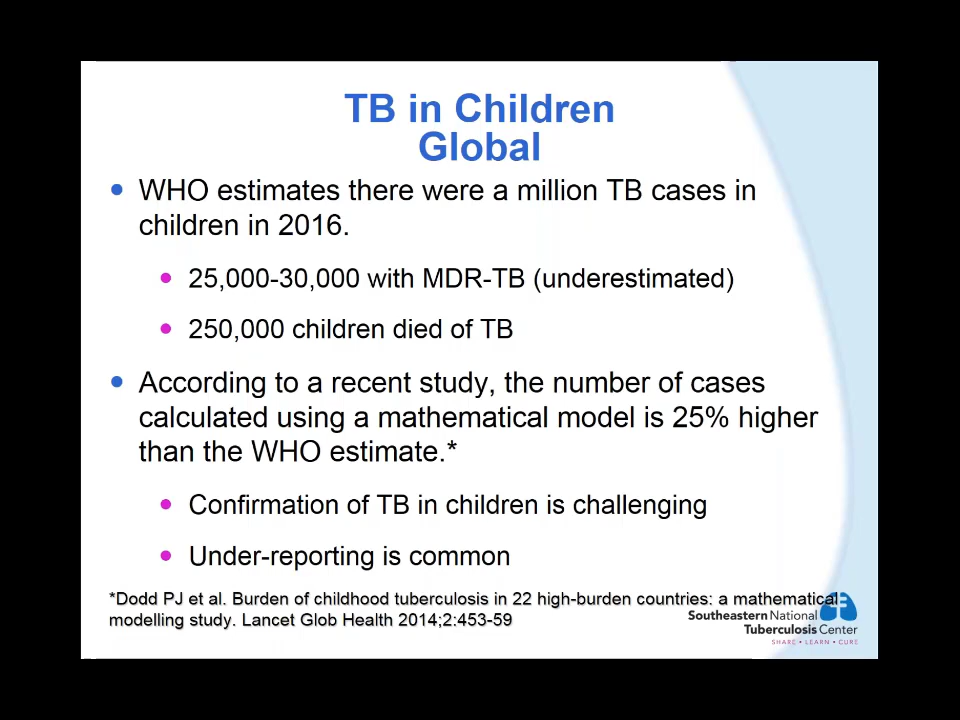 TB in Children
Global
WHO estimates there were a million TB cases in
children in 2016.
25,000-30,000 with MDR-TB (underestimated)
250,000 children died of TB
According to a recent study, the number of cases
calculated using a mathematical model is 25% higher
than the WHO estimate.*
Confirmation of TB in children is challenging
Under-reporting is common
*Dodd PJ et al. Burden of childhood tuberculosis in 22 high-burden countries: a mathematical
modelling study. Lancet Glob Health 2014;2:453-59
Southeastern National
Tuberculosis Center
SHARE • LEARN • CURE